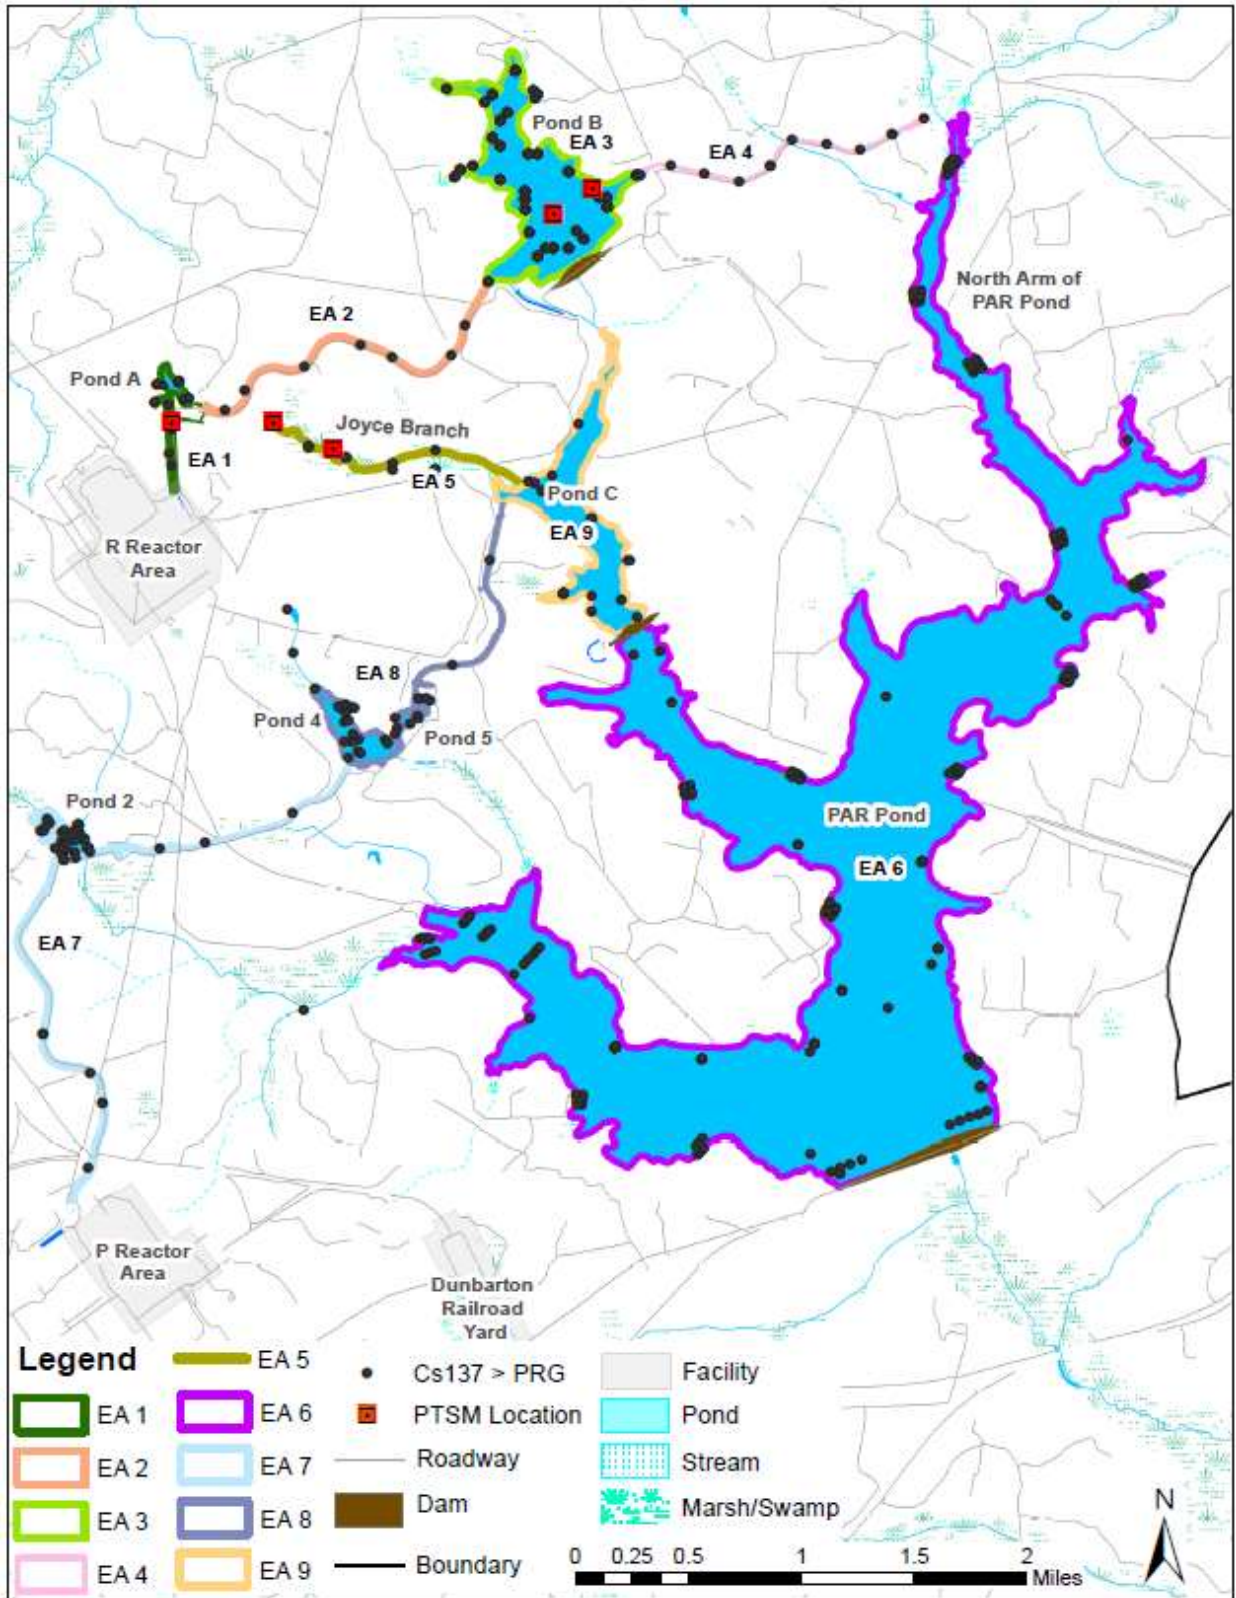 Pond B
EA 3
EA 4
North Arm of
PAR Pond
EA 2
Pond A
Joyce Branch
EA 1
EA 5
Pond C
EA 9
R Reactor
Area
EA 8
Pond 4
Pond 5
Pond 2
PAR Pond
EA 6
EA 7
P Reactor
Area
Dunbarton
Railroad
Yard
Legend
EA 1
EA 2
EA 3
EA 4
EA 5
EA 6
EA 7
EA 8
EA 9
Cs137 > PRG
PTSM Location
Roadway
Dam
Boundary
Facility
Pond
Stream
Marsh/Swamp
N
0 0.25 0.5 1 1.5 2
Miles